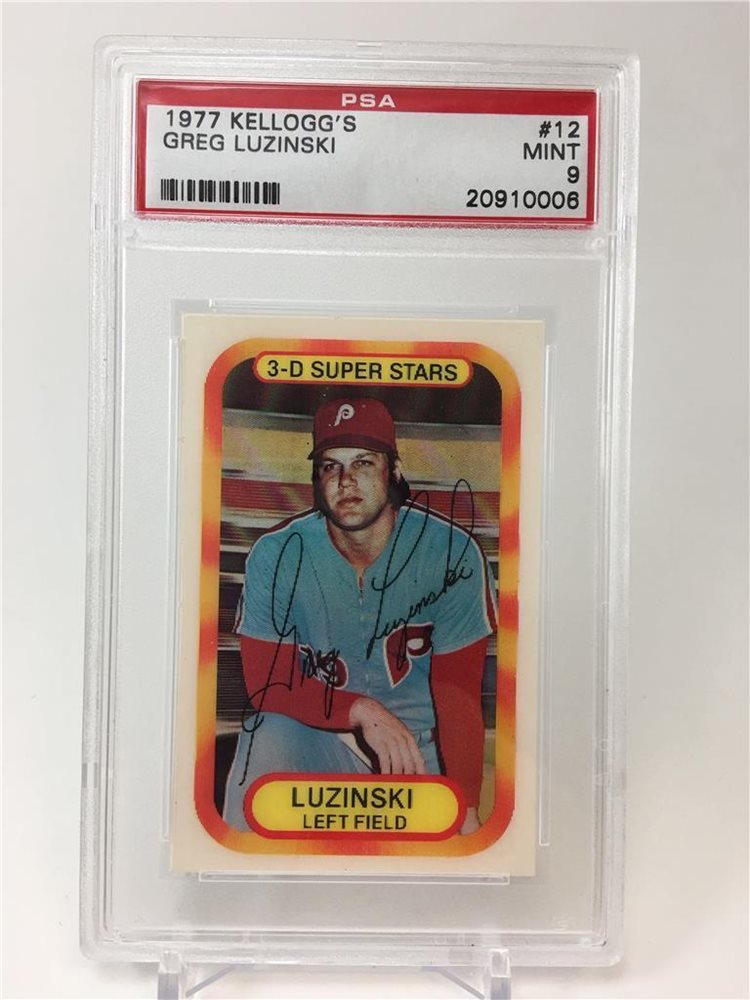 PSA
1977 KELLOGG'S #12
GREG LUZINSKI MINT
9
20910006
3-D SUPER STARS
P
Greg Luzinski
P
LUZINSKI
LEFT FIELD